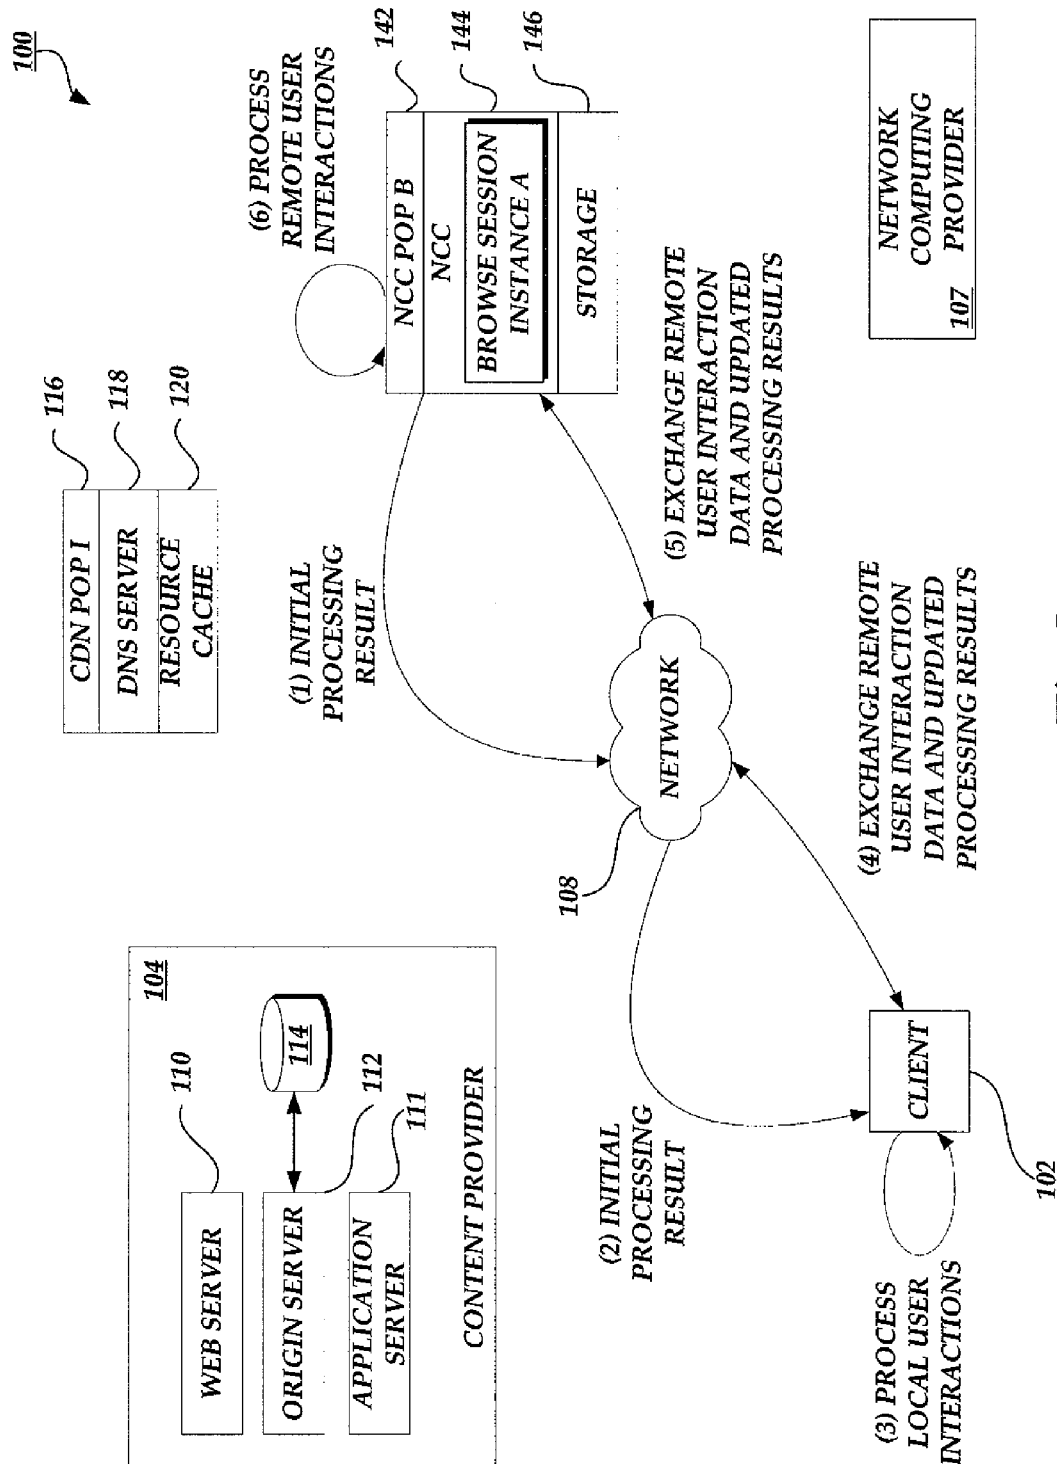 100
104
WEB SERVER
110
ORIGIN SERVER
114
112
APPLICATION
SERVER
111
CONTENT PROVIDER
CDN POP I
116
DNS SERVER
118
RESOURCE
CACHE
120
(6) PROCESS
REMOTE USER
INTERACTIONS
NCC POP B
142
NCC
144
BROWSE SESSION
INSTANCE A
STORAGE
146
(1) INITIAL
PROCESSING
RESULT
(2) INITIAL
PROCESSING
RESULT
108
NETWORK
(5) EXCHANGE REMOTE
USER INTERACTION
DATA AND UPDATED
PROCESSING RESULTS
(4) EXCHANGE REMOTE
USER INTERACTION
DATA AND UPDATED
PROCESSING RESULTS
(3) PROCESS
LOCAL USER
INTERACTIONS
CLIENT
102
NETWORK
COMPUTING
PROVIDER
107